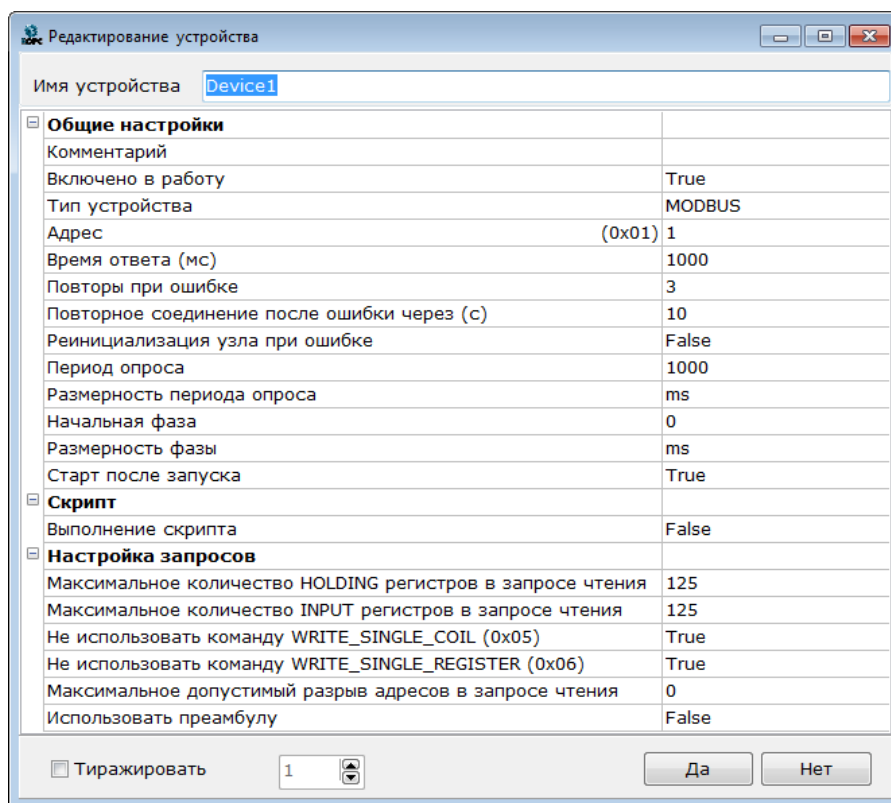 Редактирование устройства
Имя устройства Device1
Общие настройки
Комментарий
Включено в работу True
Тип устройства MODBUS
Адрес (0x01) 1
Время ответа (мс) 1000
Повторы при ошибке 3
Повторное соединение после ошибки через (с) 10
Реинициализация узла при ошибке False
Период опроса 1000
Размерность периода опроса ms
Начальная фаза 0
Размерность фазы ms
Старт после запуска True
Скрипт
Выполнение скрипта False
Настройка запросов
Максимальное количество HOLDING регистров в запросе чтения 125
Максимальное количество INPUT регистров в запросе чтения 125
Не использовать команду WRITE_SINGLE_COIL (0x05) True
Не использовать команду WRITE_SINGLE_REGISTER (0x06) True
Максимальное допустимый разрыв адресов в запросе чтения 0
Использовать преамбулу False
Тиражировать 1 Да Нет